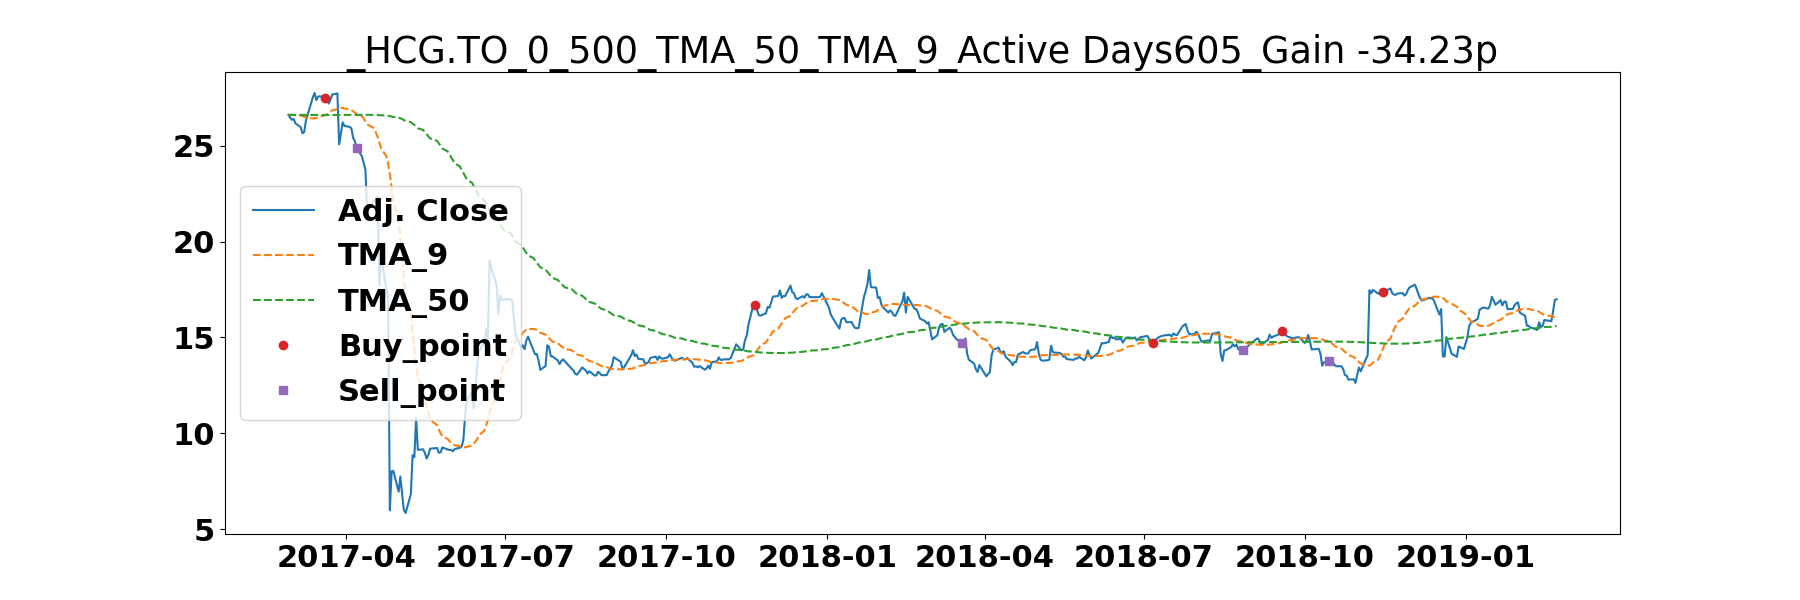 _HCG.TO_0_500_TMA_50_TMA_9_Active Days605_Gain -34.23p
25
20
15
10
5
Adj. Close
TMA_9
TMA_50
Buy_point
Sell_point
2017-04 2017-07 2017-10 2018-01 2018-04 2018-07 2018-10 2019-01